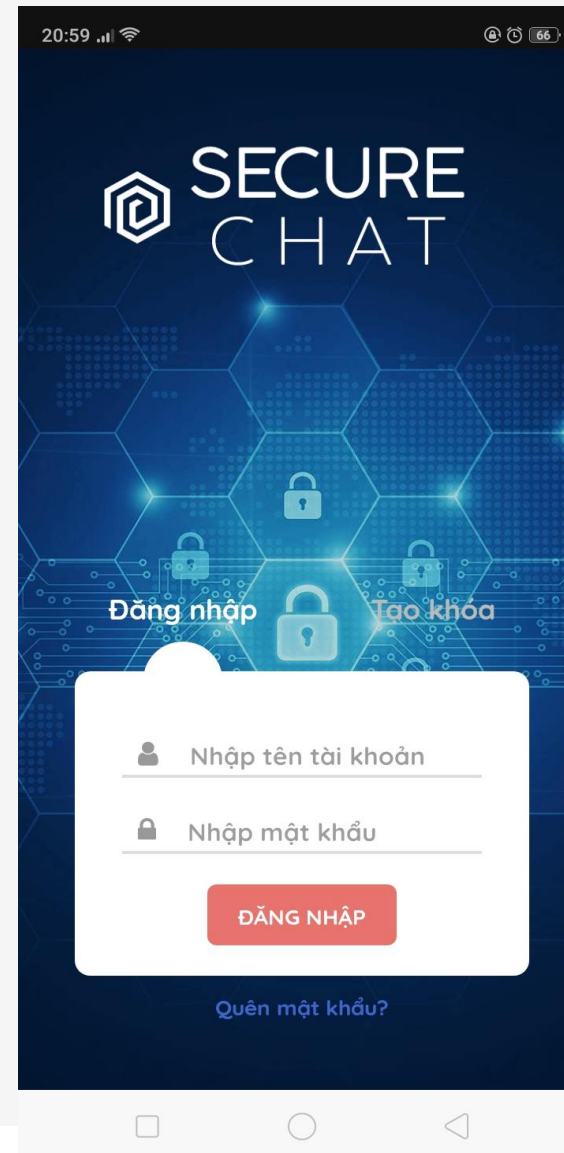 20:59
66
SECURE
CHAT
Đăng nhập
Tạo khóa
Nhập tên tài khoản
Nhập mật khẩu
ĐĂNG NHẬP
Quên mật khẩu?